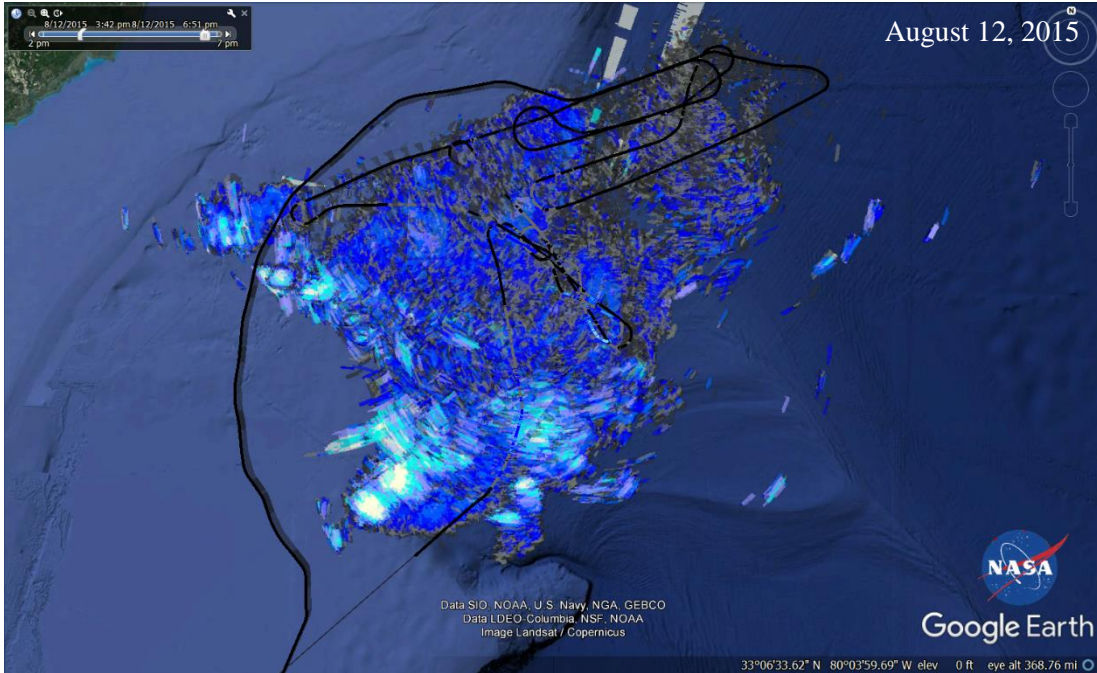 8/12/2015 3:42 pm 8/12/2015 6:51 pm
2 pm 7 pm
August 12, 2015
N
NASA
Data SIO, NOAA, U.S. Navy, NGA, GEBCO
Data LDEO-Columbia, NSF, NOAA
Image Landsat / Copernicus
Google Earth
33°06'33.62" N 80°03'59.69" W elev 0 ft eye alt 368.76 mi